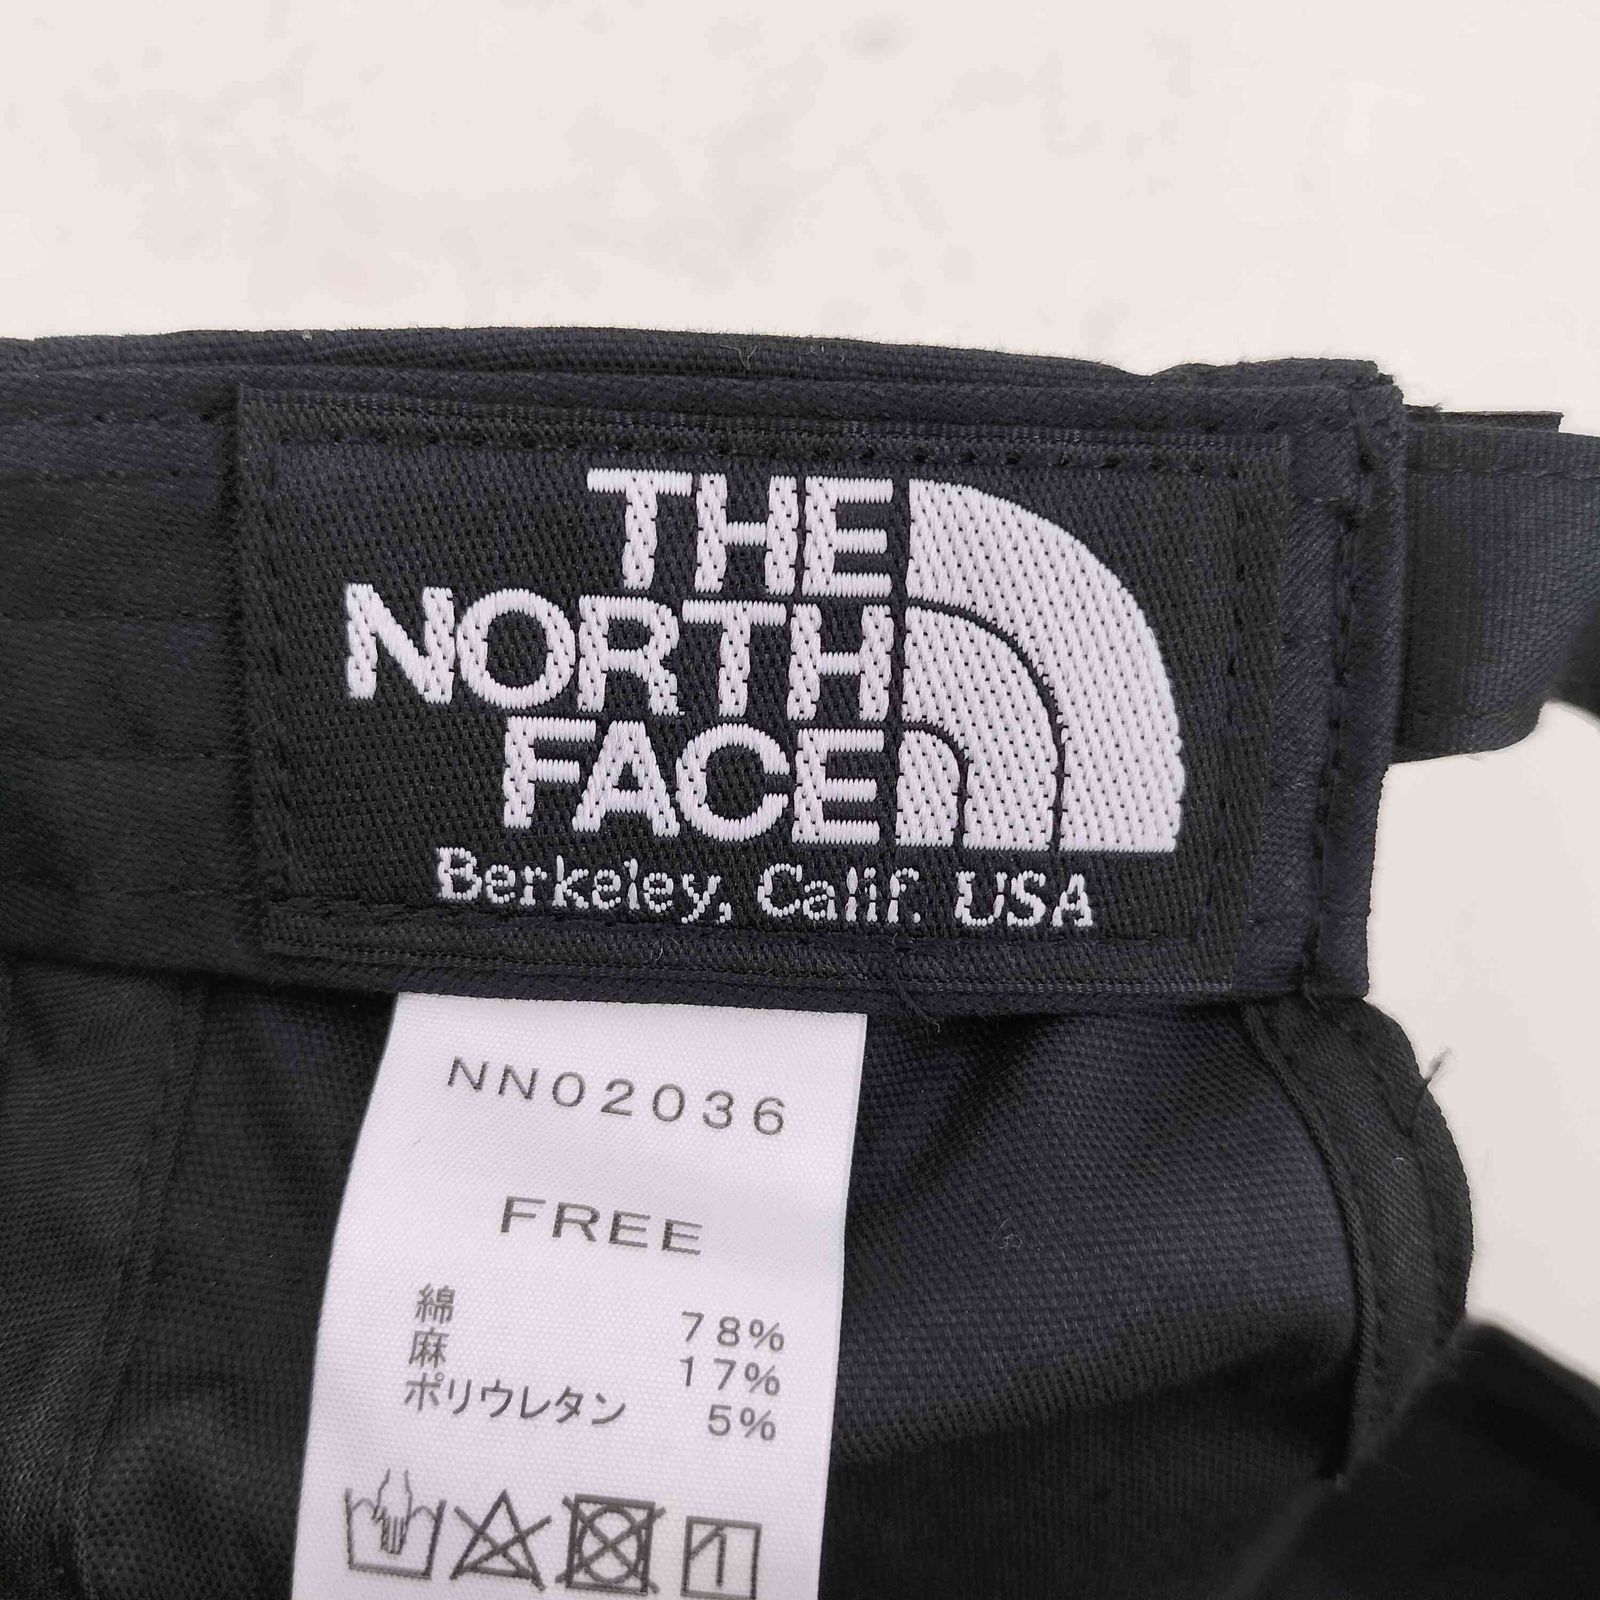 THE
NORTH
FACE
Berkeley, Calif. USA
NN02036
FREE
綿 78%
麻 17%
ポリウレタン 5%